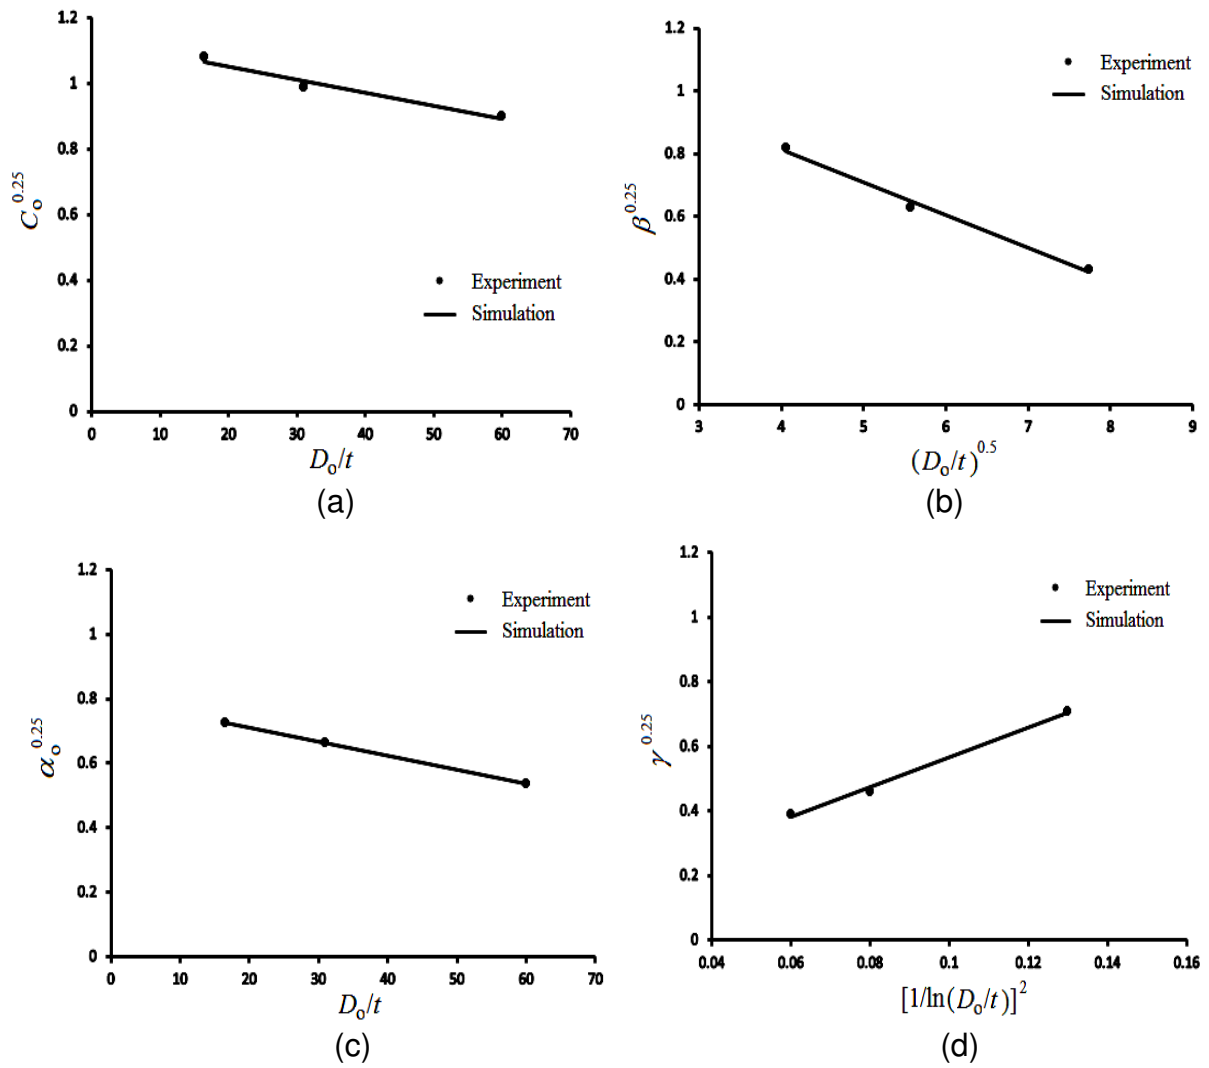 1.2
1
0.8
0.6
0.4
0.2
0
C_o^0.25
Experiment
Simulation
0 10 20 30 40 50 60 70
D_o/t
(a)
1.2
1
0.8
0.6
0.4
0.2
0
β^0.25
Experiment
Simulation
3 4 5 6 7 8 9
(D_o/t)^0.5
(b)
1.2
1
0.8
0.6
0.4
0.2
0
α_o^0.25
Experiment
Simulation
0 10 20 30 40 50 60 70
D_o/t
(c)
1.2
1
0.8
0.6
0.4
0.2
0
γ^0.25
Experiment
Simulation
0.04 0.06 0.08 0.1 0.12 0.14 0.16
[1/ln(D_o/t)]^2
(d)